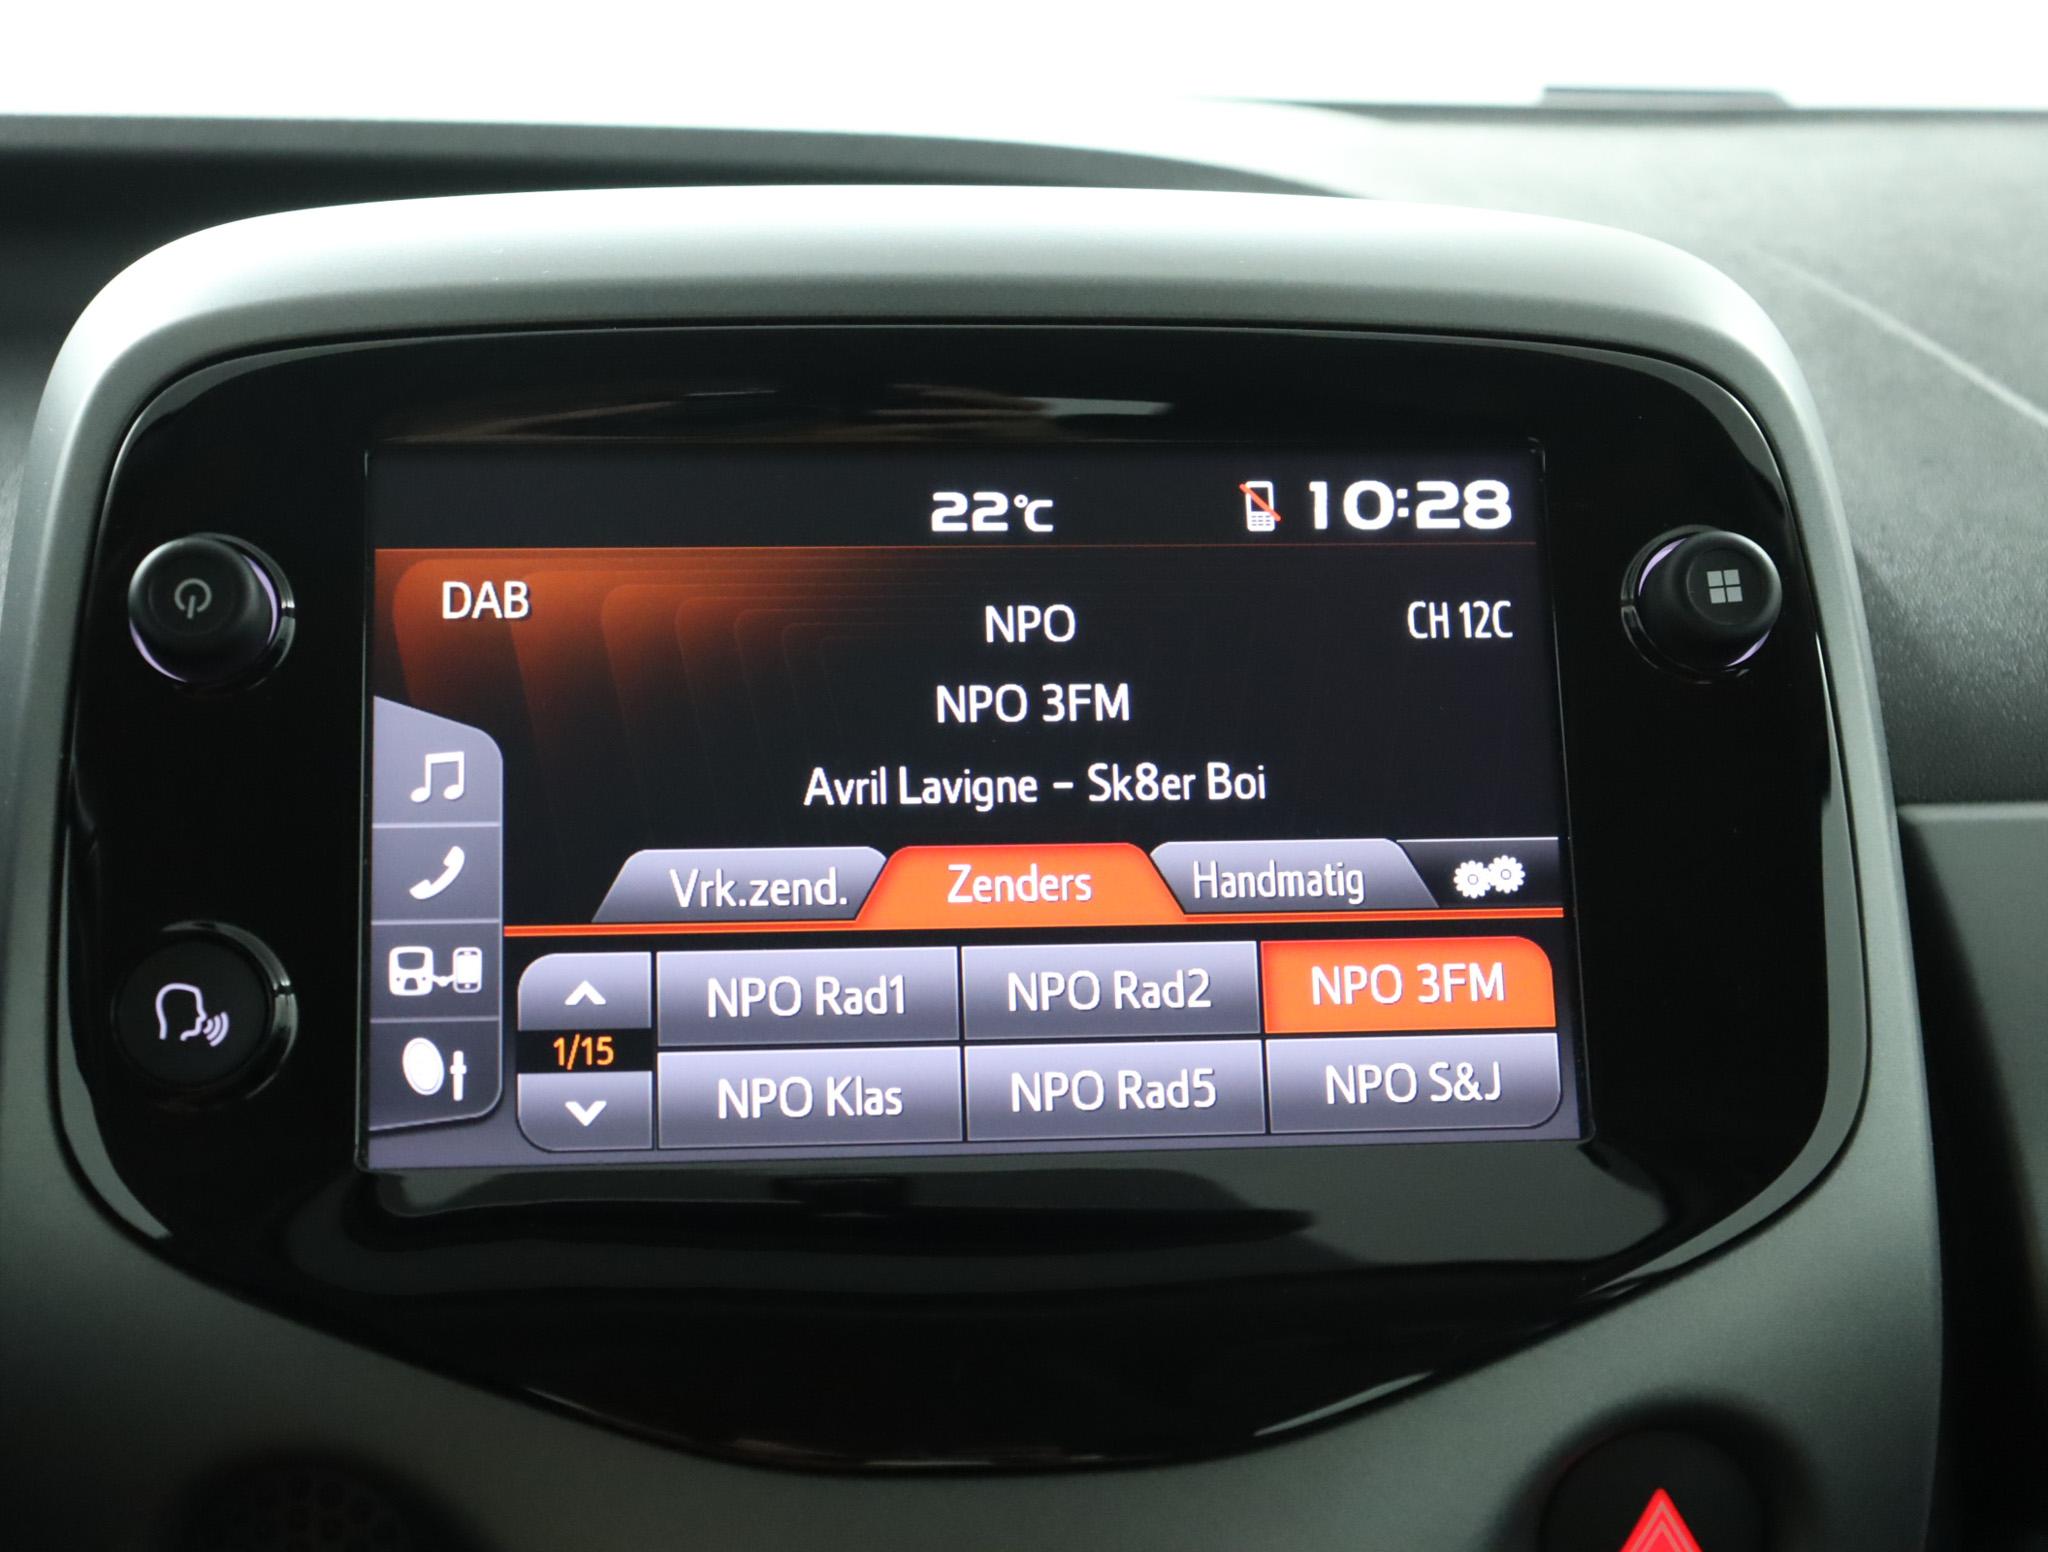 22°C 10:28
DAB
NPO
CH 12C
NPO 3FM
Avril Lavigne - Sk8er Boi
Vrk.zend. Zenders Handmatig
NPO Rad1 NPO Rad2 NPO 3FM
1/15
NPO Klas NPO Rad5 NPO S&J